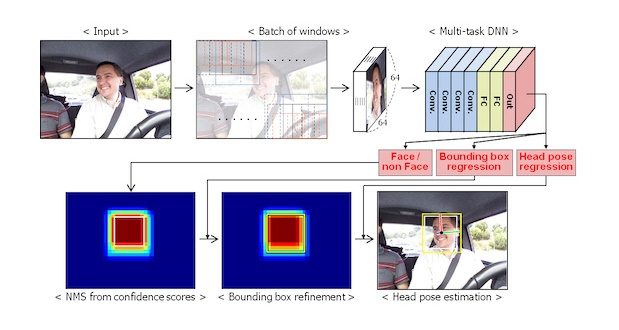 < Input >
< Batch of windows >
< Multi-task DNN >
64
64
Conv.
Conv.
Conv.
Conv.
FC
FC
Out
Face /
non Face
Bounding box
regression
Head pose
regression
< NMS from confidence scores >
< Bounding box refinement >
< Head pose estimation >